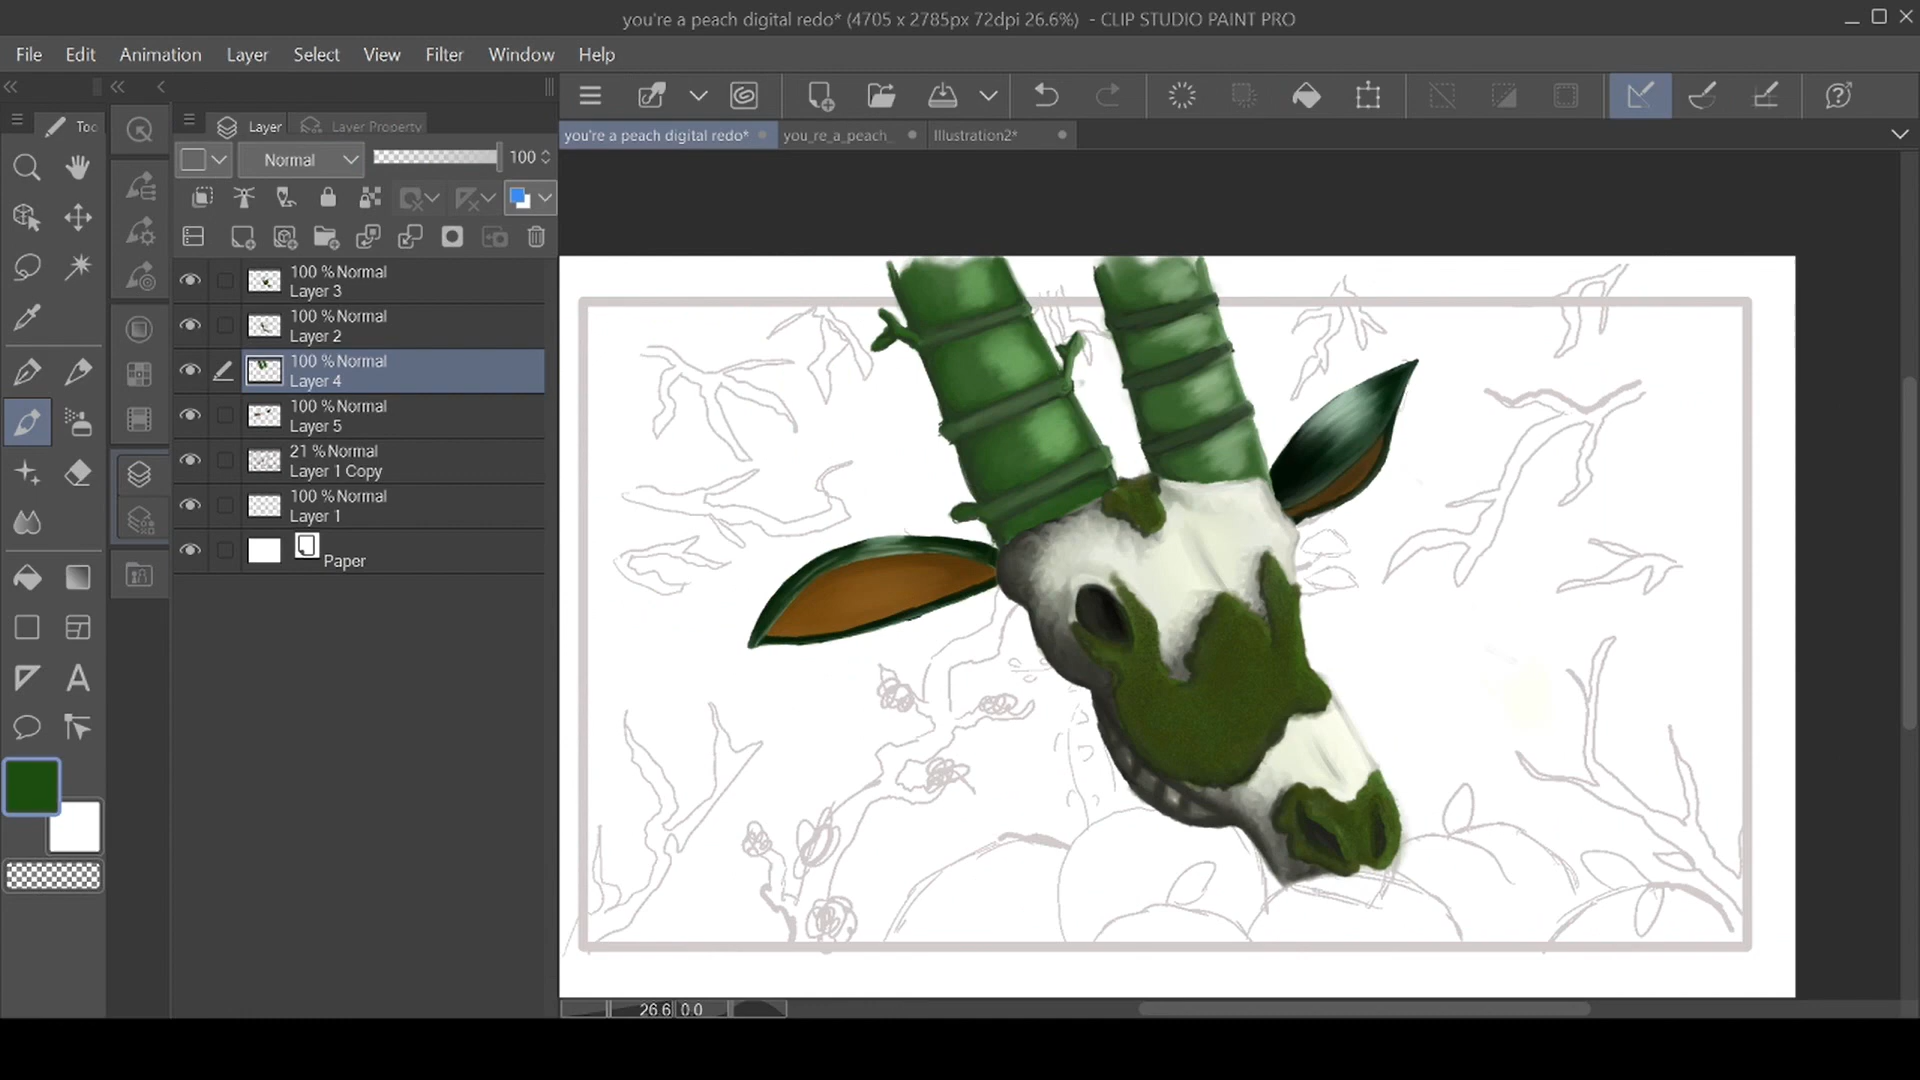 you're a peach digital redo* (4705 x 2785px 72dpi 26.6%) - CLIP STUDIO PAINT PRO
File Edit Animation Layer Select View Filter Window Help
Too Layer Layer Property
you're a peach digital redo* you_re_a_peach_ Illustration2*
Normal 100
100 % Normal
Layer 3
100 % Normal
Layer 2
100 % Normal
Layer 4
100 % Normal
Layer 5
21 % Normal
Layer 1 Copy
100 % Normal
Layer 1
Paper
26.6 0.0